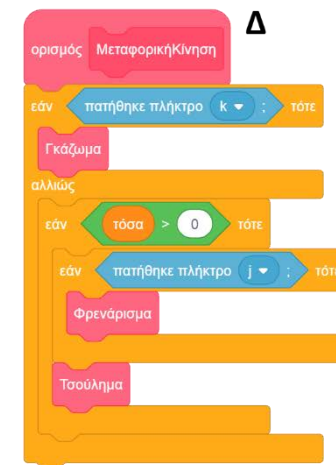 Δ
ορισμός ΜεταφορικήΚίνηση
εάν πατήθηκε πλήκτρο k ; τότε
Γκάζωμα
αλλιώς
εάν τόσα > 0 τότε
εάν πατήθηκε πλήκτρο j ; τότε
Φρενάρισμα
Τσούλημα